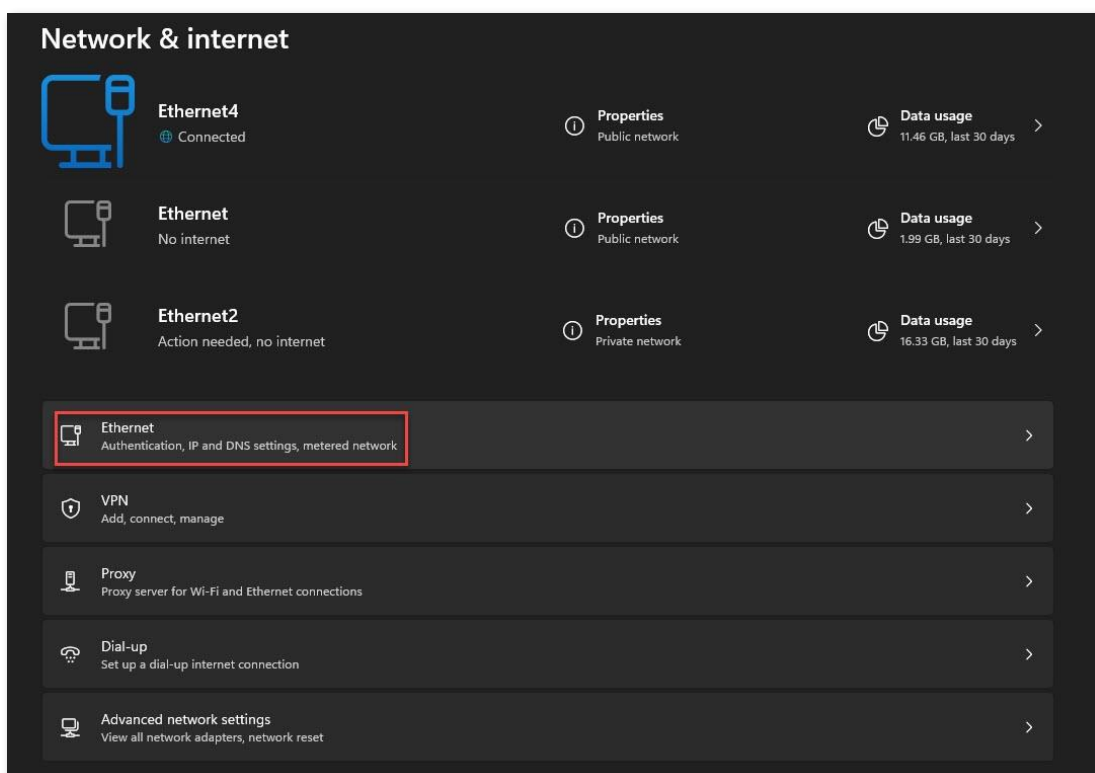 Network & internet
Ethernet4
Connected
Properties
Public network
Data usage
11.46 GB, last 30 days
Ethernet
No internet
Properties
Public network
Data usage
1.99 GB, last 30 days
Ethernet2
Action needed, no internet
Properties
Private network
Data usage
16.33 GB, last 30 days
Ethernet
Authentication, IP and DNS settings, metered network
VPN
Add, connect, manage
Proxy
Proxy server for Wi-Fi and Ethernet connections
Dial-up
Set up a dial-up internet connection
Advanced network settings
View all network adapters, network reset